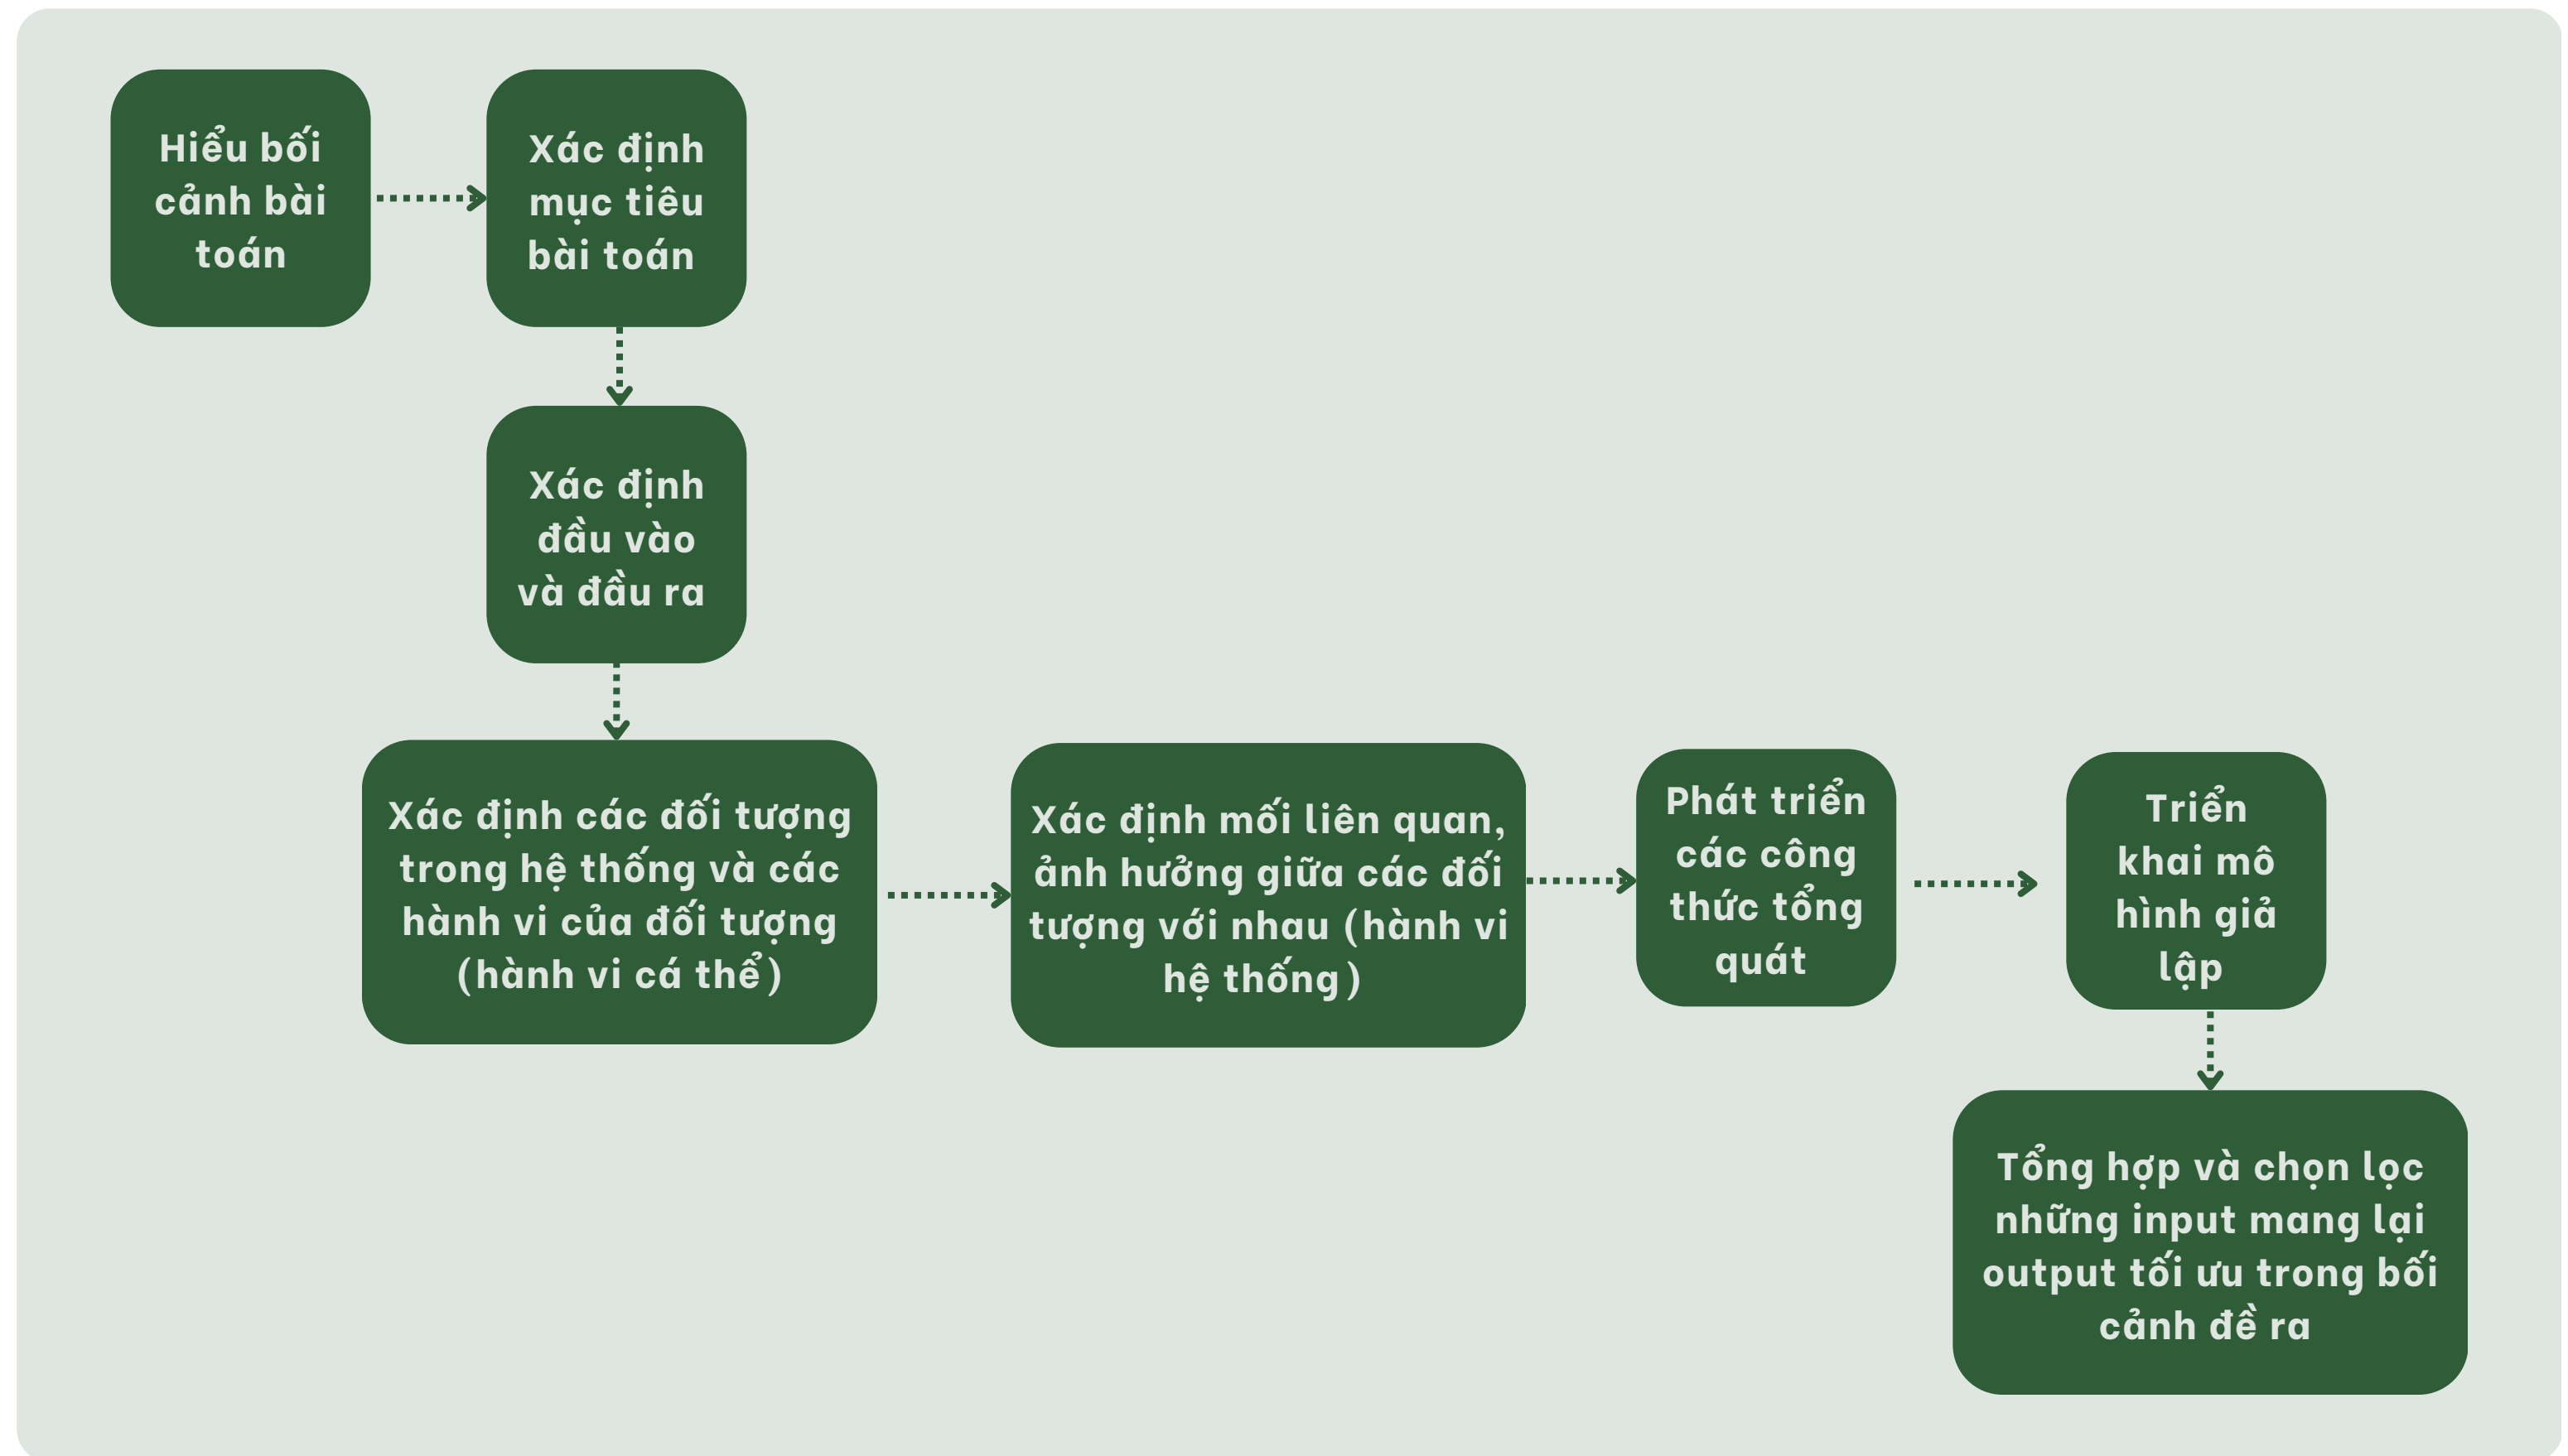 Hiểu bối
cảnh bài
toán
Xác định
mục tiêu
bài toán
Xác định
đầu vào
và đầu ra
Xác định các đối tượng
trong hệ thống và các
hành vi của đối tượng
(hành vi cá thể)
Xác định mối liên quan,
ảnh hưởng giữa các đối
tượng với nhau (hành vi
hệ thống)
Phát triển
các công
thức tổng
quát
Triển
khai mô
hình giả
lập
Tổng hợp và chọn lọc
những input mang lại
output tối ưu trong bối
cảnh đề ra